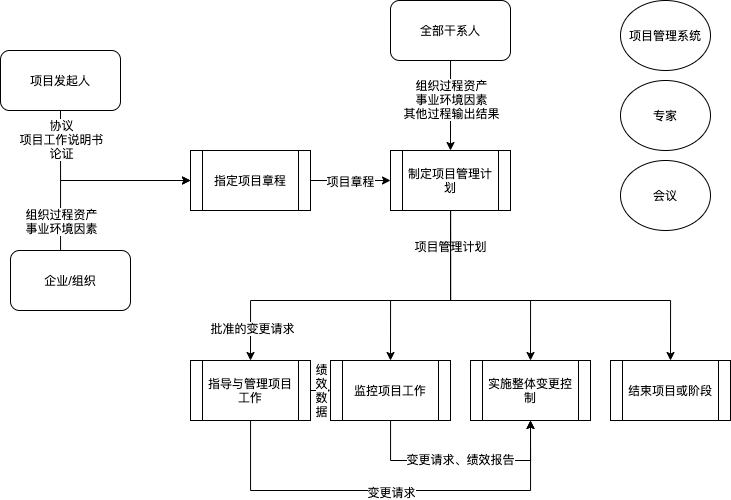 全部干系人
项目管理系统
项目发起人
组织过程资产
事业环境因素
其他过程输出结果
专家
协议
项目工作说明书
论证
指定项目章程
项目章程
制定项目管理计
划
会议
组织过程资产
事业环境因素
项目管理计划
企业/组织
批准的变更请求
指导与管理项目
工作
绩
效
数
据
监控项目工作
实施整体变更控
制
结束项目或阶段
变更请求、绩效报告
变更请求